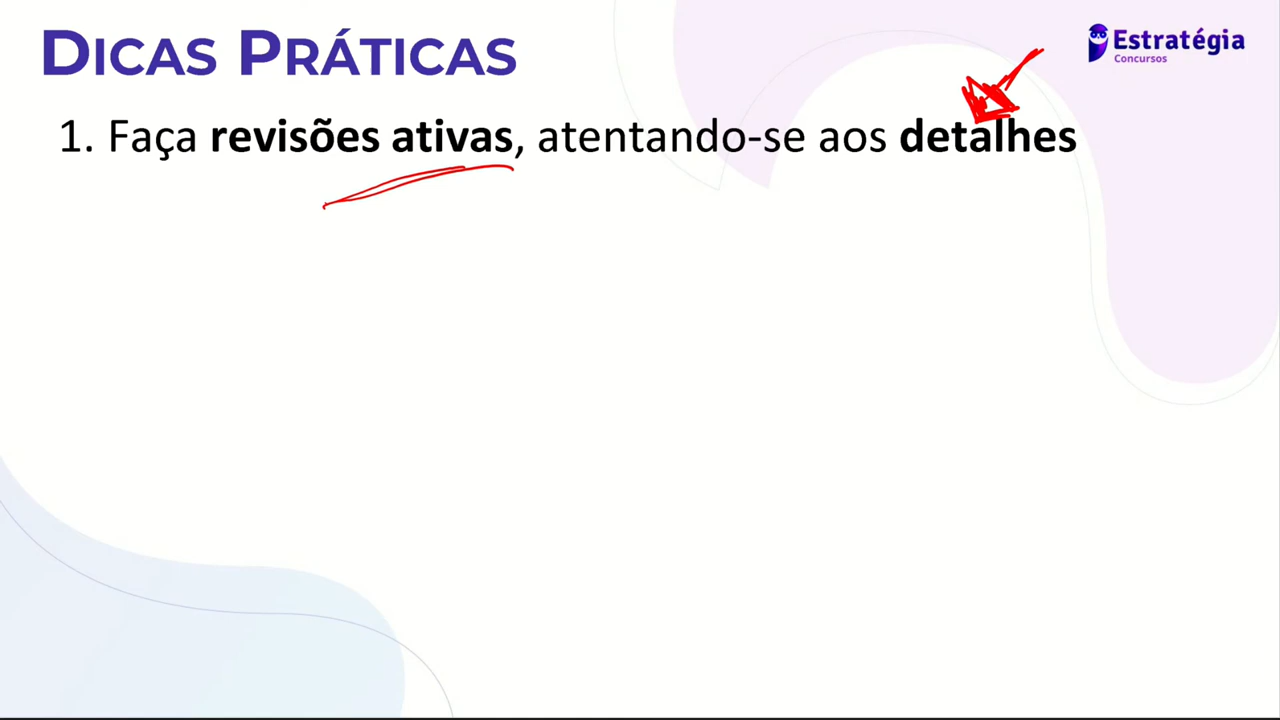 DICAS PRÁTICAS
Estratégia
Concursos
1. Faça revisões ativas, atentando-se aos detalhes